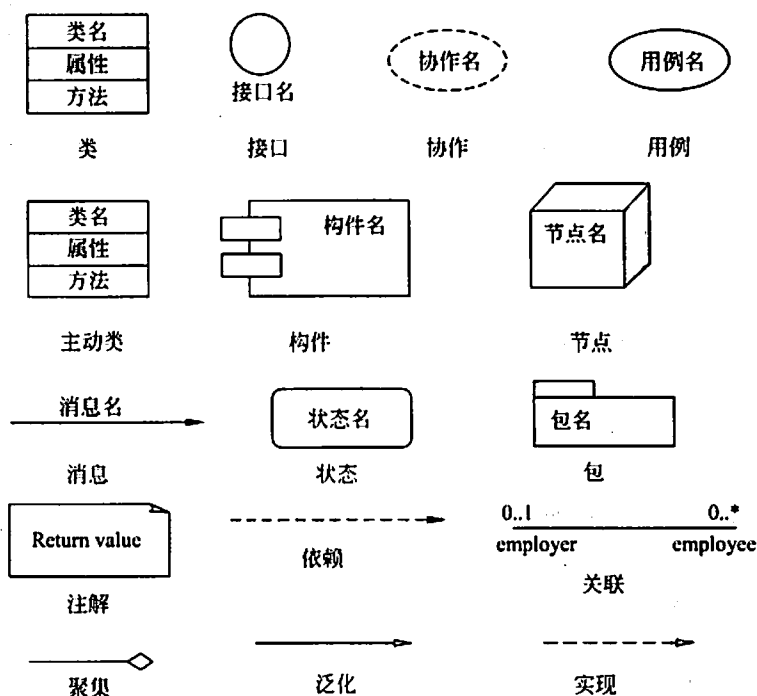 类名
属性
方法
类
接口名
接口
协作名
协作
用例名
用例
类名
属性
方法
主动类
构件名
构件
节点名
节点
消息名
消息
状态名
状态
包名
包
Return value
注解
依赖
0..1 0..*
employer employee
关联
聚集
泛化
实现